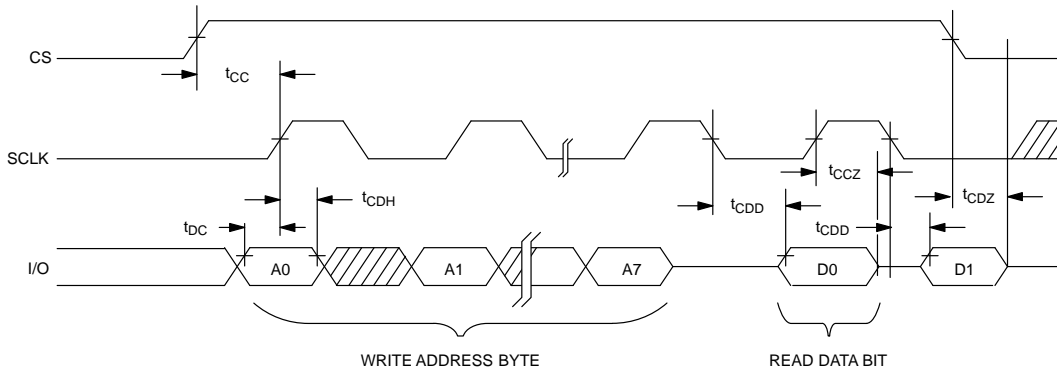 CS
tCC
SCLK
tCCZ
tCDH
tCDD
tCDZ
tDC
tCDD
I/O
A0
A1
A7
D0
D1
WRITE ADDRESS BYTE
READ DATA BIT